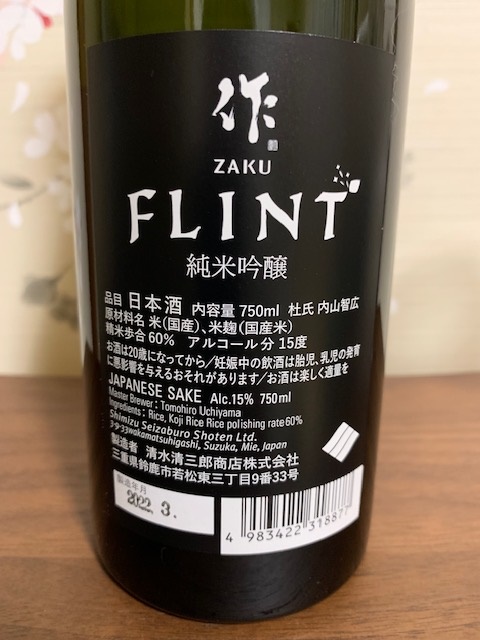 作
ZAKU
FLINT
純米吟醸
品目 日本酒 内容量 750ml 杜氏 内山智広
原材料名 米(国産)、米麹(国産米)
精米歩合 60% アルコール分 15度
お酒は20歳になってから/妊娠中の飲酒は胎児、乳児の発育
に悪影響を与えるおそれがあります/お酒は楽しく適量を
JAPANESE SAKE Alc.15% 750ml
Master Brewer: Tomohiro Uchiyama
Ingredients: Rice, Koji Rice Rice polishing rate60%
Shimizu Seizaburo Shoten Ltd.
3-9-33wakamatsuhigashi, Suzuka, Mie, Japan
製造者 清水清三郎商店株式会社
三重県鈴鹿市若松東三丁目9番33号
製造年月
2022 3.
4 983422 318877